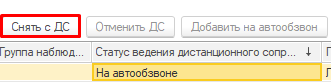 Снять с ДС Отменить ДС Добавить на автообзвон
Группа наблюд... Статус ведения дистанционного сопр... ↓
На автообзвоне